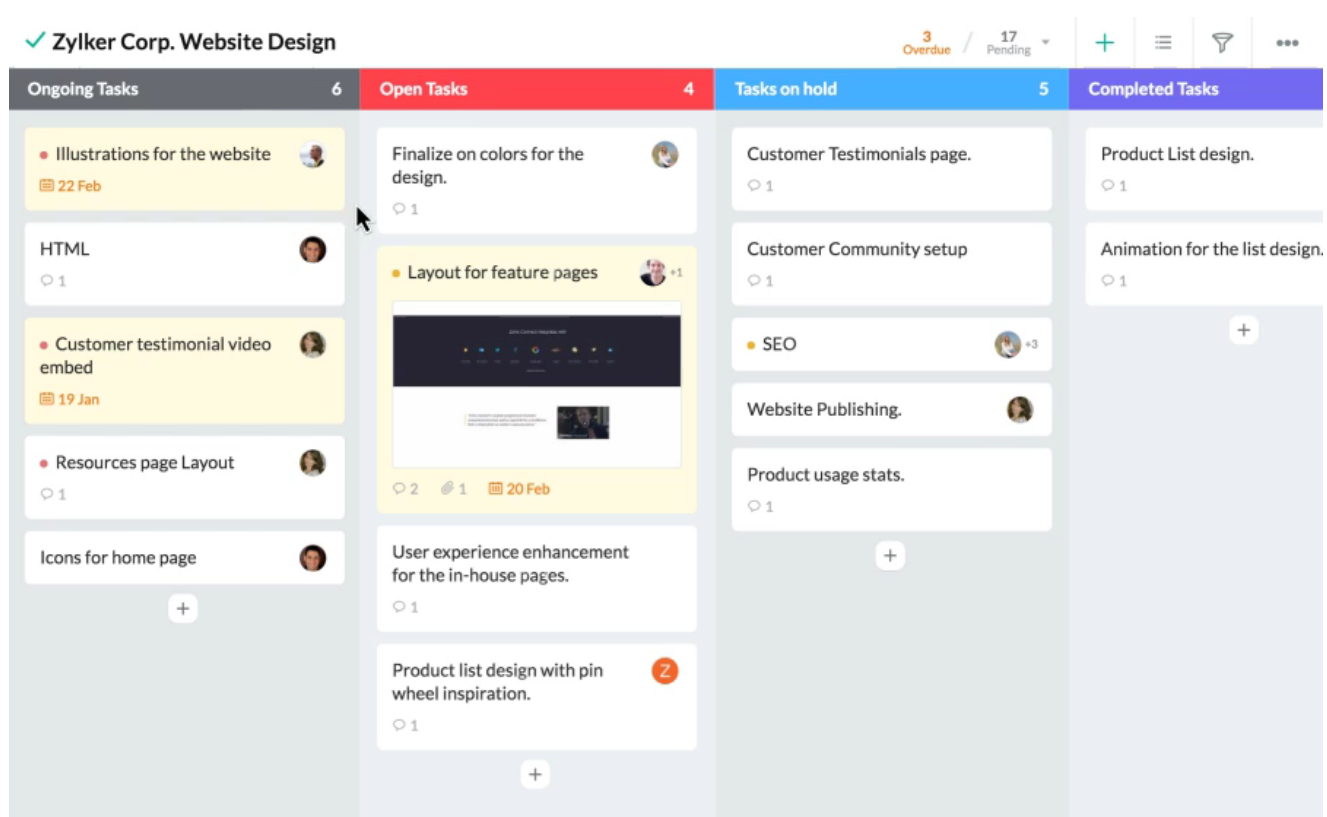 Zylker Corp. Website Design
3
Overdue
/
17
Pending
Ongoing Tasks 6
Illustrations for the website
22 Feb
HTML
1
Customer testimonial video
embed
19 Jan
Resources page Layout
1
Icons for home page
+
Open Tasks 4
Finalize on colors for the
design.
1
Layout for feature pages +1
2 1 20 Feb
User experience enhancement
for the in-house pages.
1
Product list design with pin
wheel inspiration.
Z
1
+
Tasks on hold 5
Customer Testimonials page.
1
Customer Community setup
1
SEO +3
Website Publishing.
Product usage stats.
1
+
Completed Tasks
Product List design.
1
Animation for the list design.
1
+